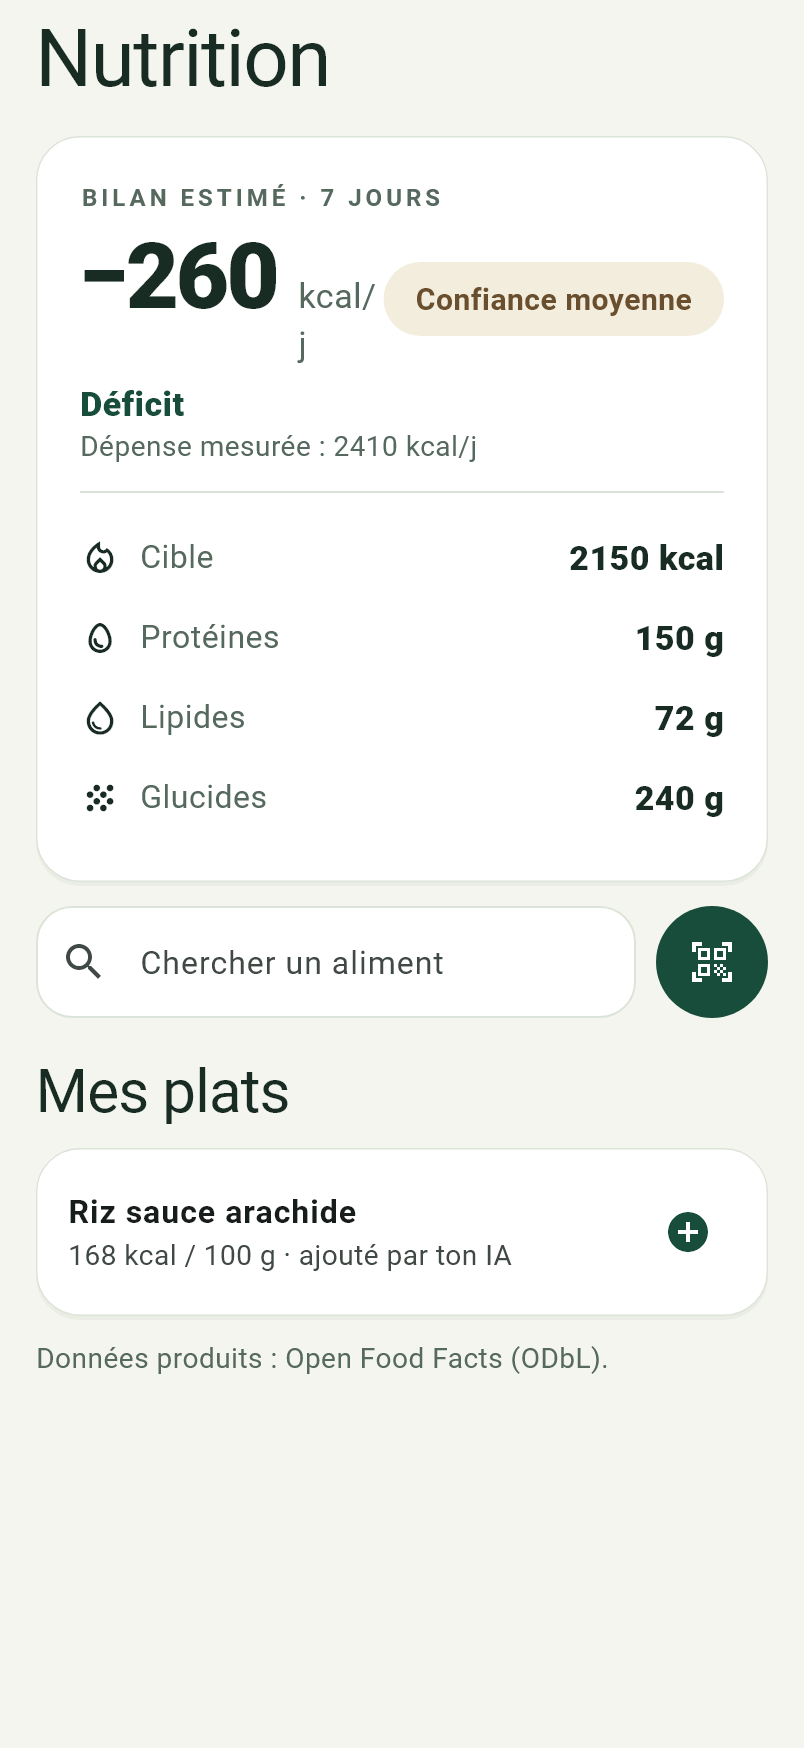 Nutrition
BILAN ESTIMÉ · 7 JOURS
−260 kcal/
j
Confiance moyenne
Déficit
Dépense mesurée : 2410 kcal/j
Cible 2150 kcal
Protéines 150 g
Lipides 72 g
Glucides 240 g
Chercher un aliment
Mes plats
Riz sauce arachide
168 kcal / 100 g · ajouté par ton IA
Données produits : Open Food Facts (ODbL).